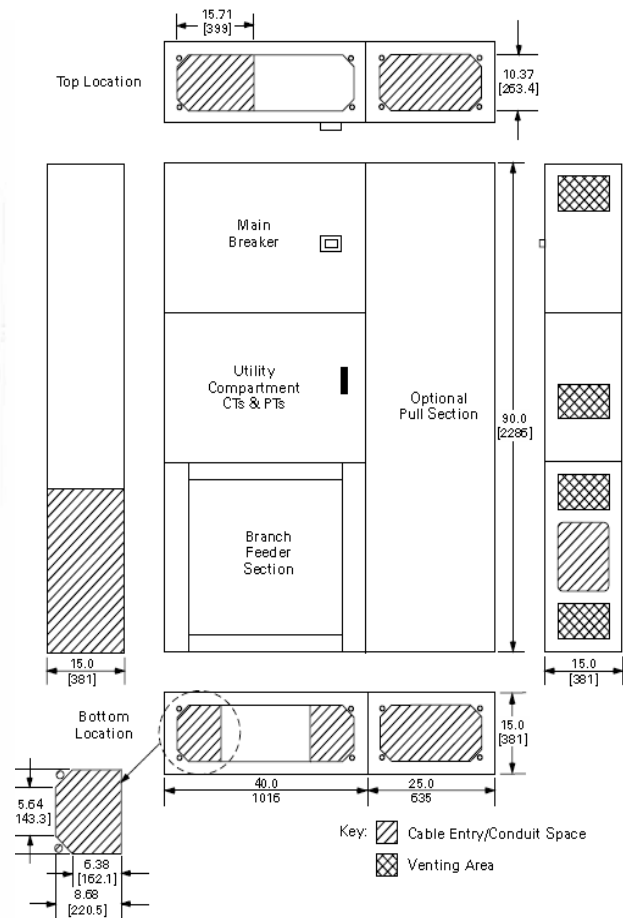 15.71
[399]
Top Location
10.37
[263.4]
Main
Breaker
Utility
Compartment
CTs & PTs
Optional
Pull Section
90.0
[2286]
Branch
Feeder
Section
15.0
[381]
15.0
[381]
Bottom
Location
15.0
[381]
40.0
1016
25.0
635
5.64
143.3]
6.38
[162.1]
8.68
[220.5]
Key:
Cable Entry/Conduit Space
Venting Area